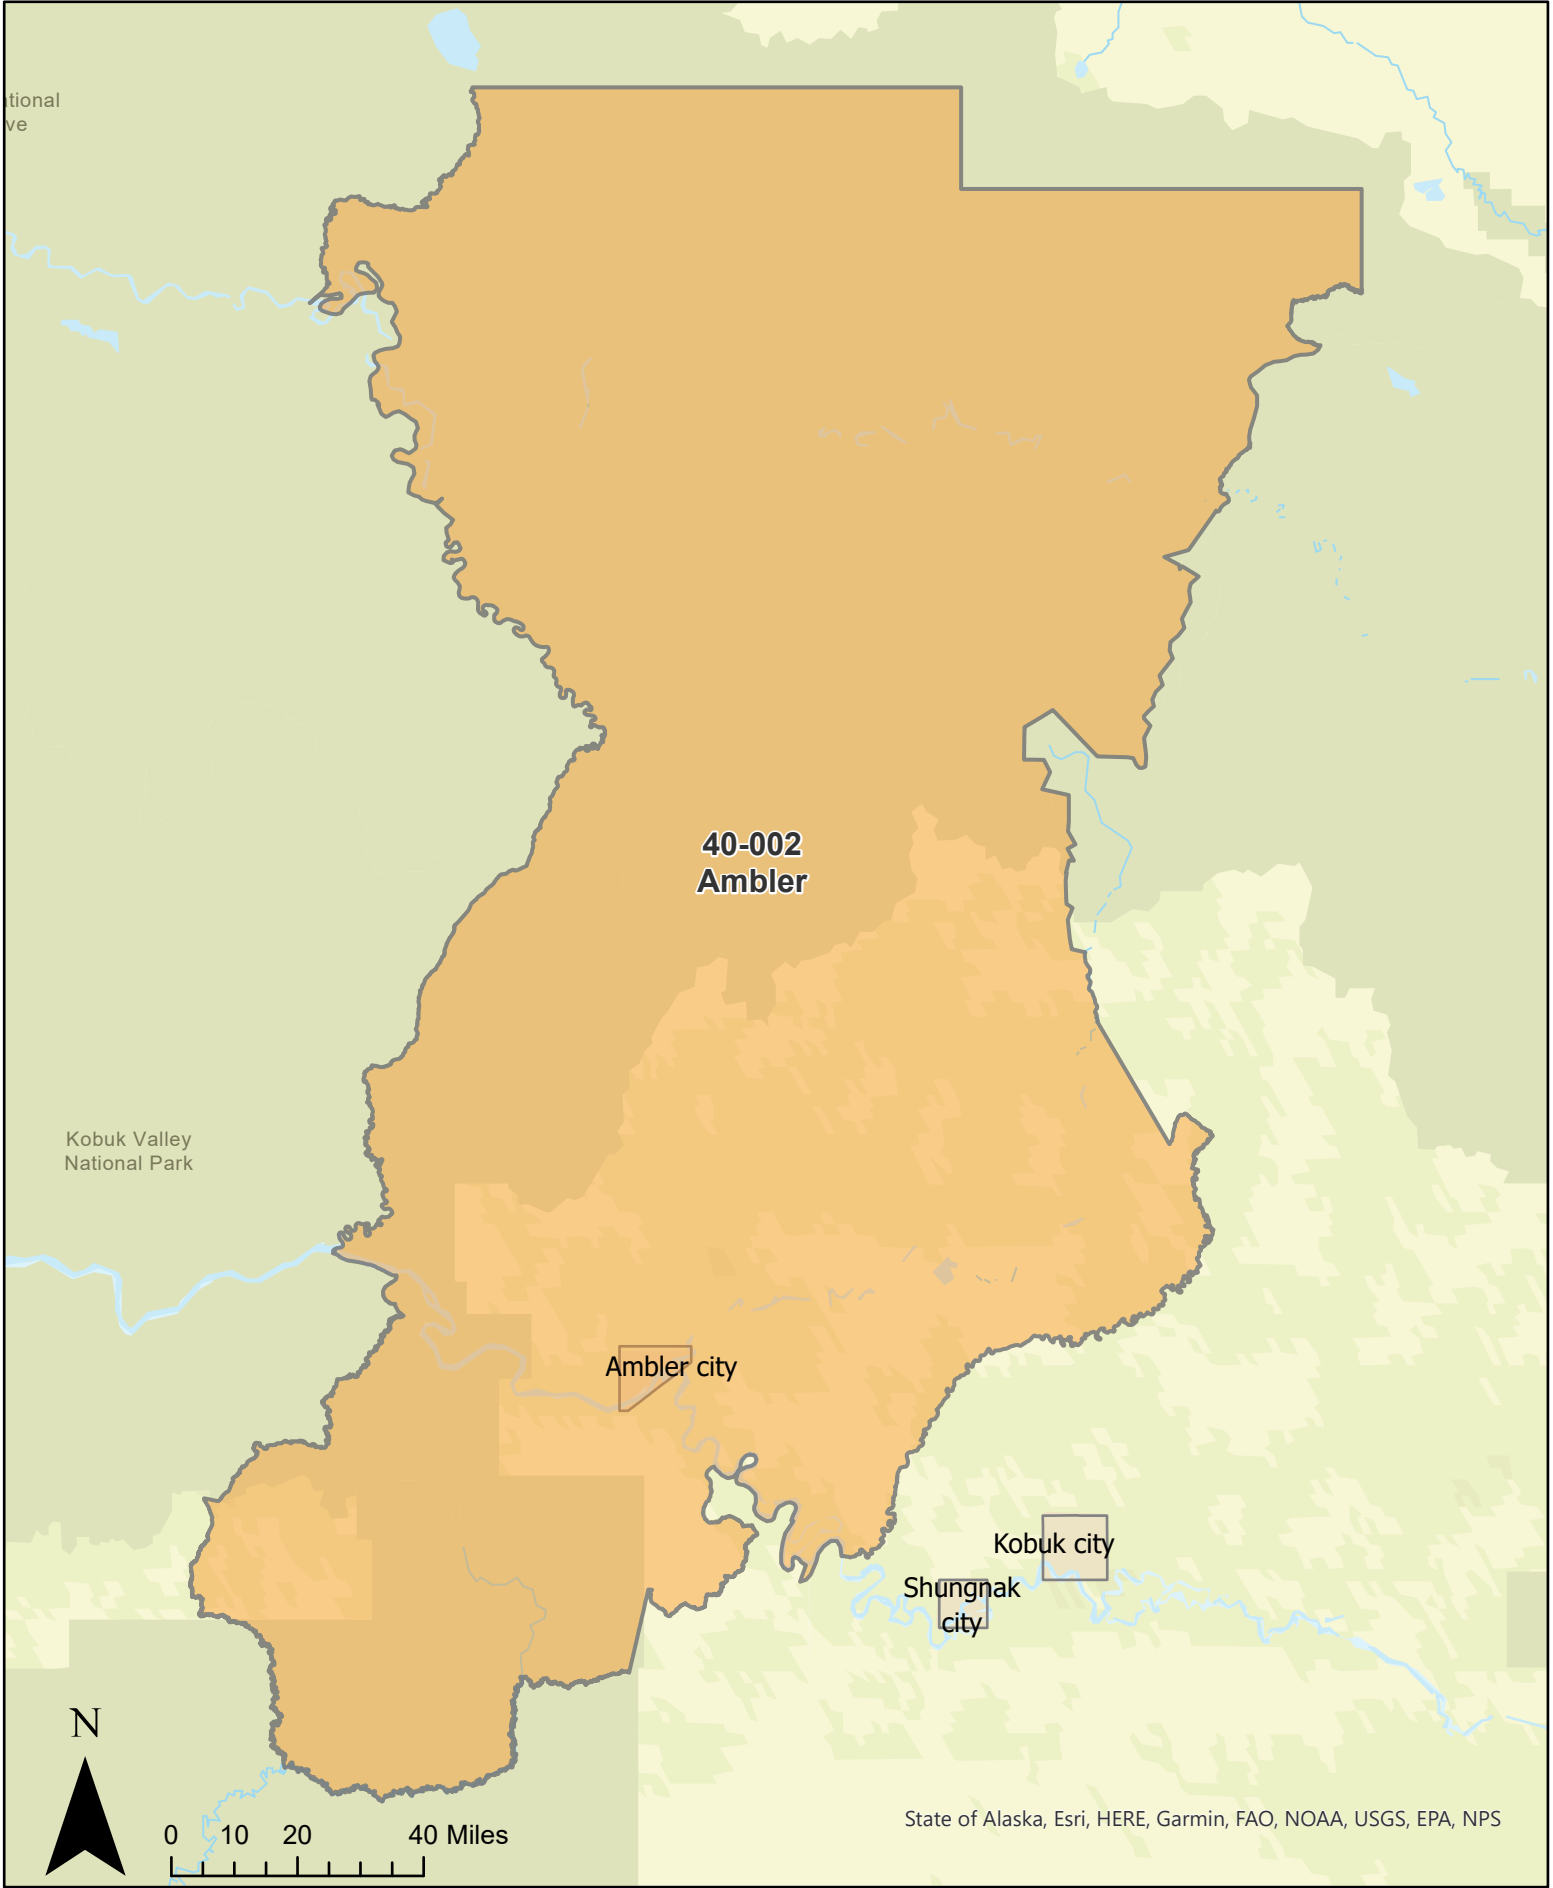 tional
ve
40-002
Ambler
Kobuk Valley
National Park
Ambler city
Kobuk city
Shungnak
city
N
0 10 20 40 Miles
State of Alaska, Esri, HERE, Garmin, FAO, NOAA, USGS, EPA, NPS